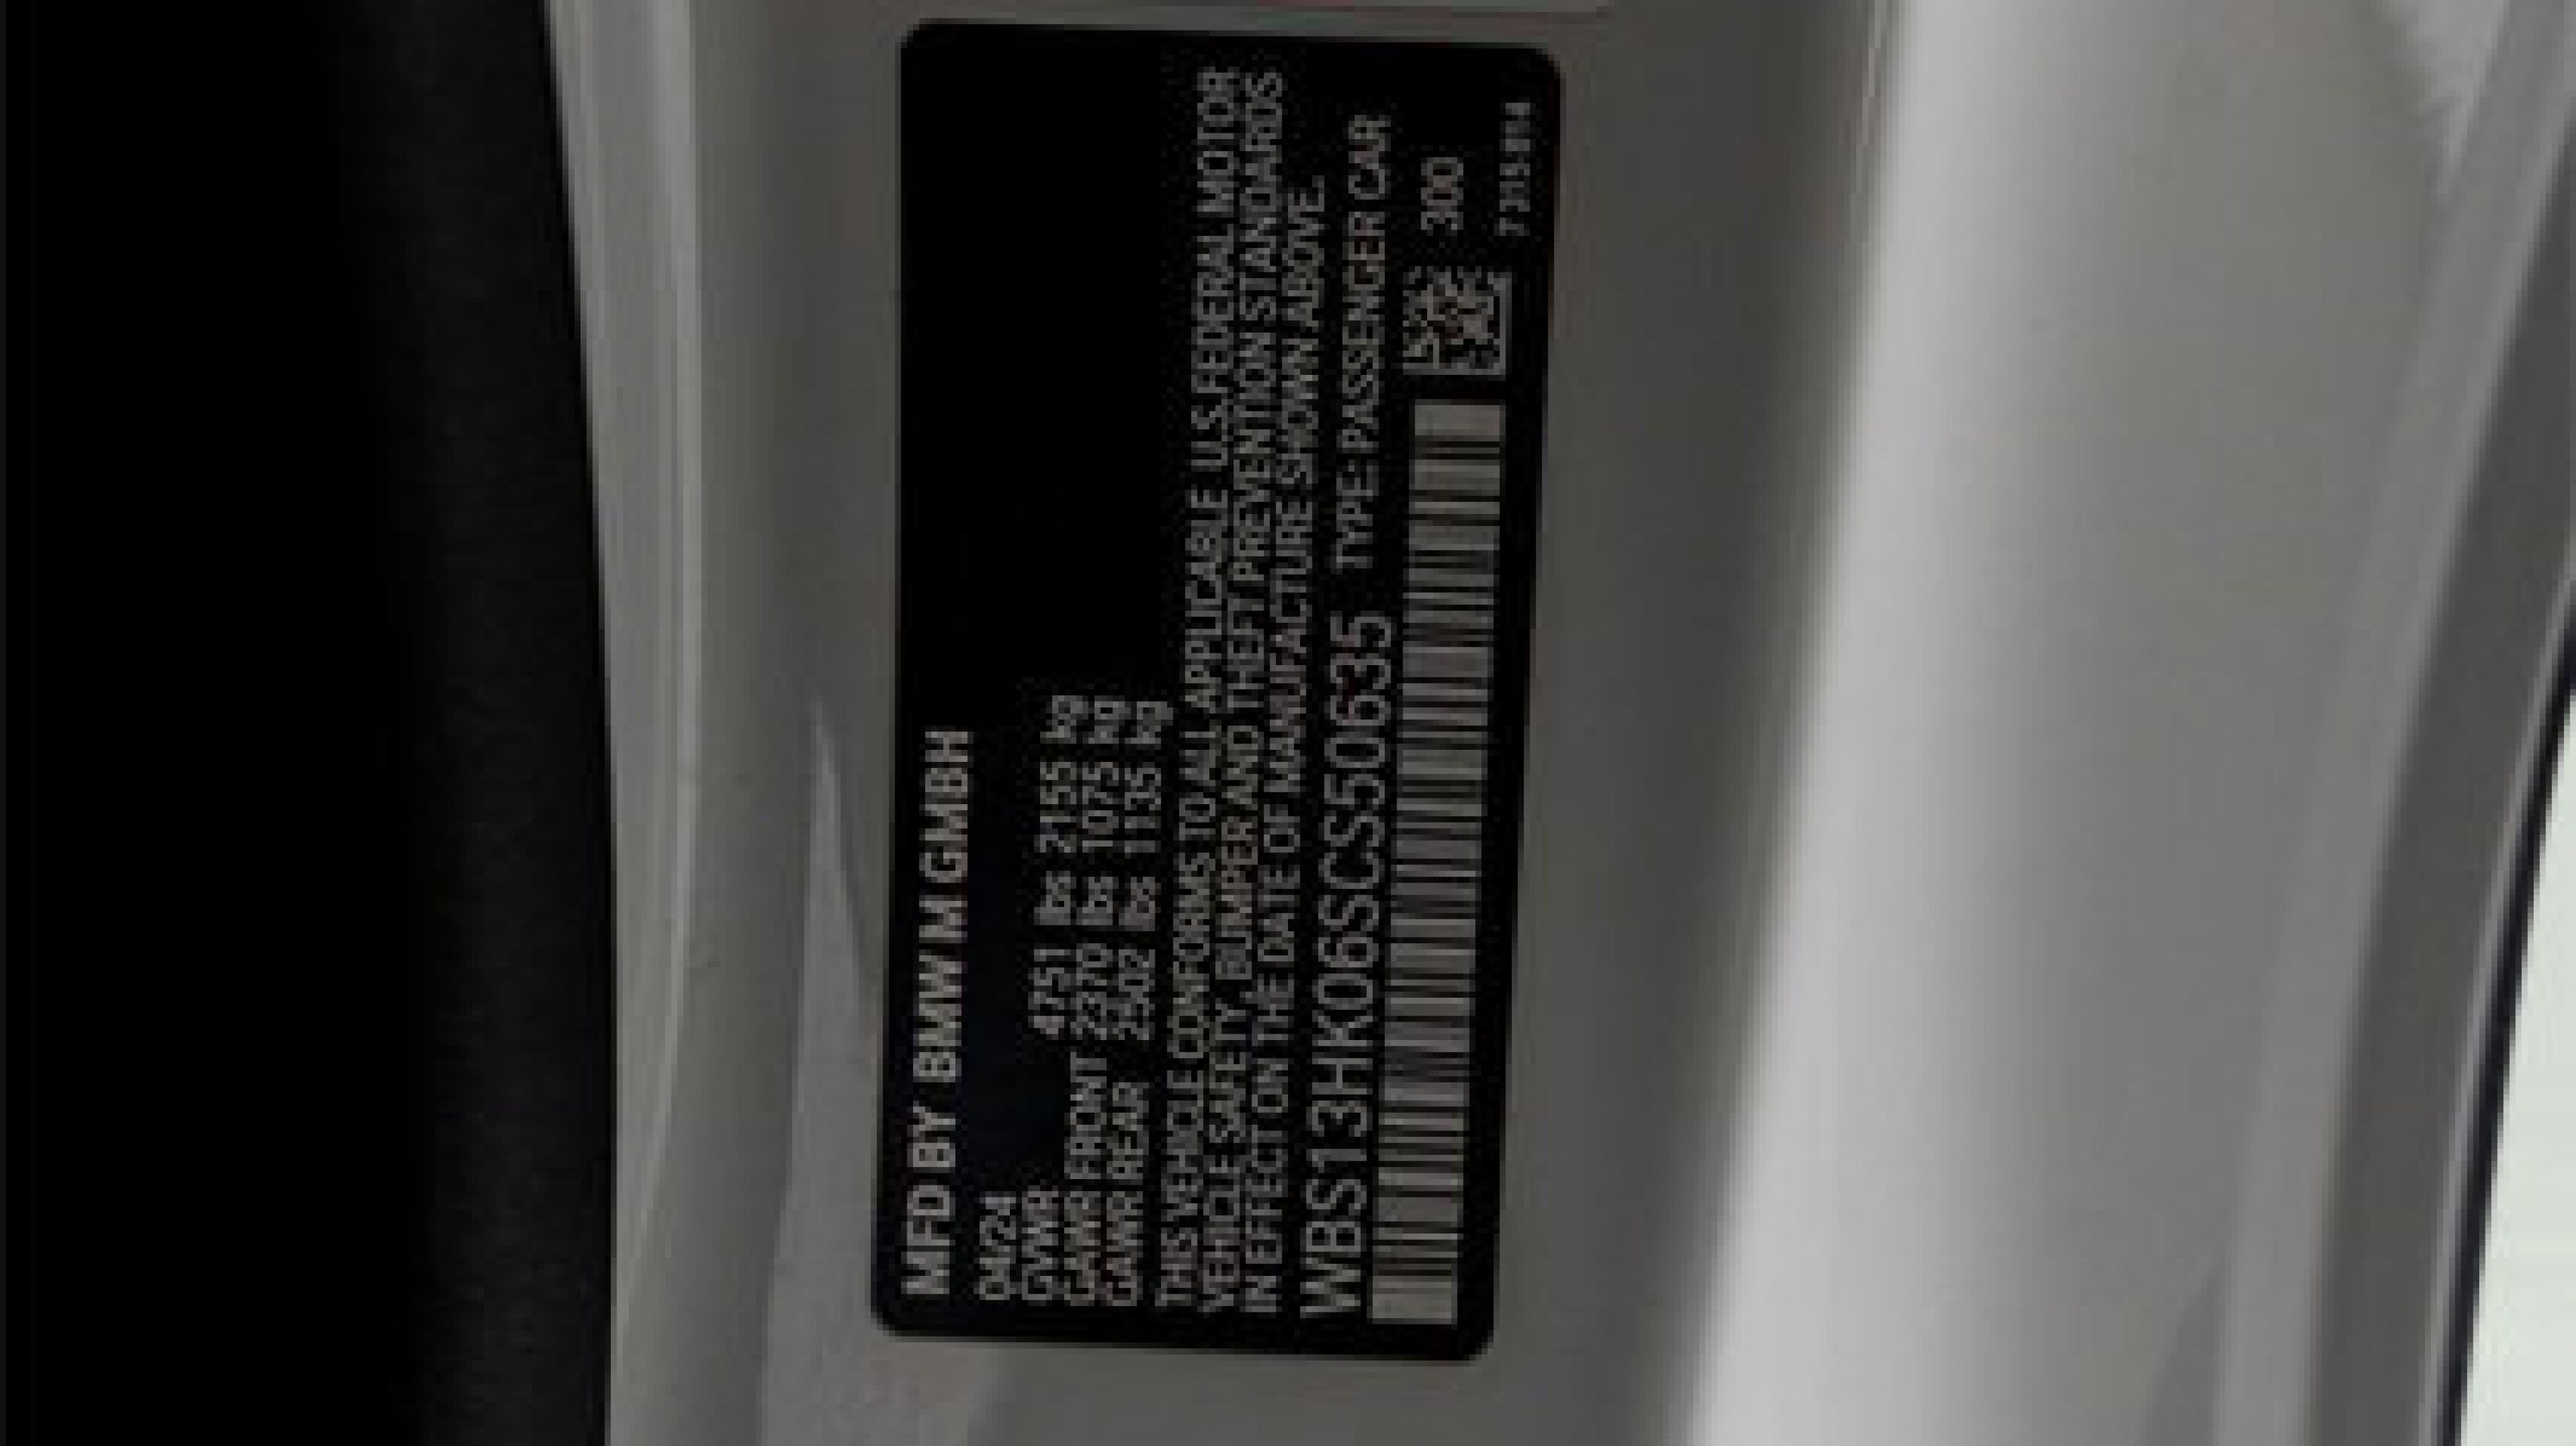 MFD BY BMW M GMBH
04/24
GVWR 4751 lbs 2155 kg
GAWR FRONT 2370 lbs 1075 kg
GAWR REAR 2502 lbs 1135 kg
THIS VEHICLE CONFORMS TO ALL APPLICABLE U.S.FEDERAL MOTOR
VEHICLE SAFETY, BUMPER AND THEFT PREVENTION STANDARDS
IN EFFECT ON THE DATE OF MANUFACTURE SHOWN ABOVE.
WBS13HK06SCS50635 TYPE: PASSENGER CAR
300